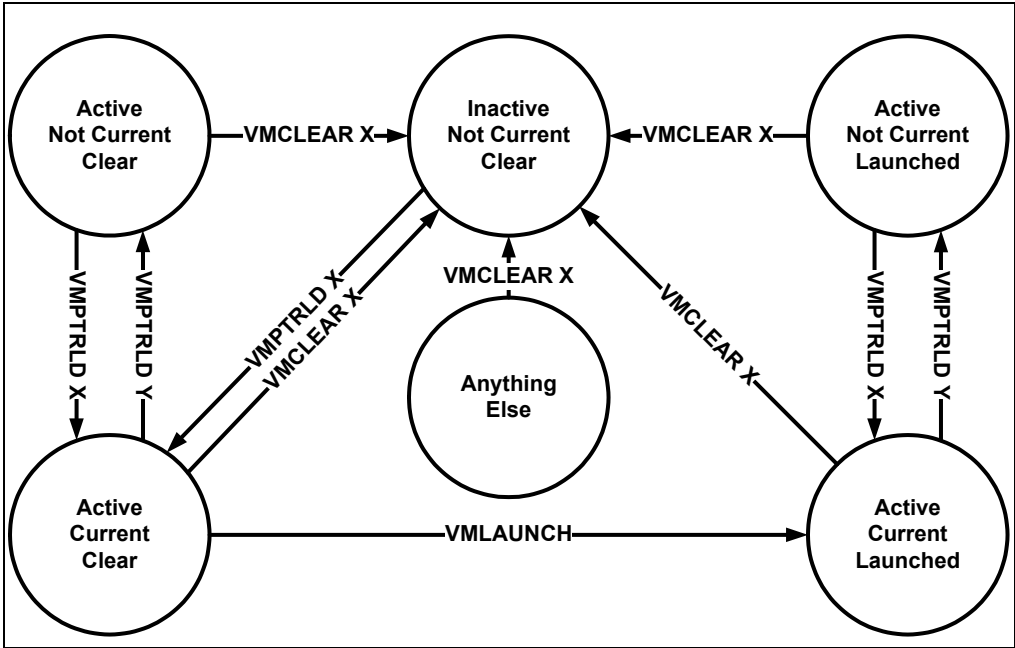 Active
Not Current
Clear
VMCLEAR X
Inactive
Not Current
Clear
VMCLEAR X
Active
Not Current
Launched
VMPTRLD X
VMPTRLD Y
VMPTRLD X
VMCLEAR X
VMCLEAR X
Anything
Else
VMCLEAR X
VMPTRLD X
VMPTRLD Y
Active
Current
Clear
VMLAUNCH
Active
Current
Launched